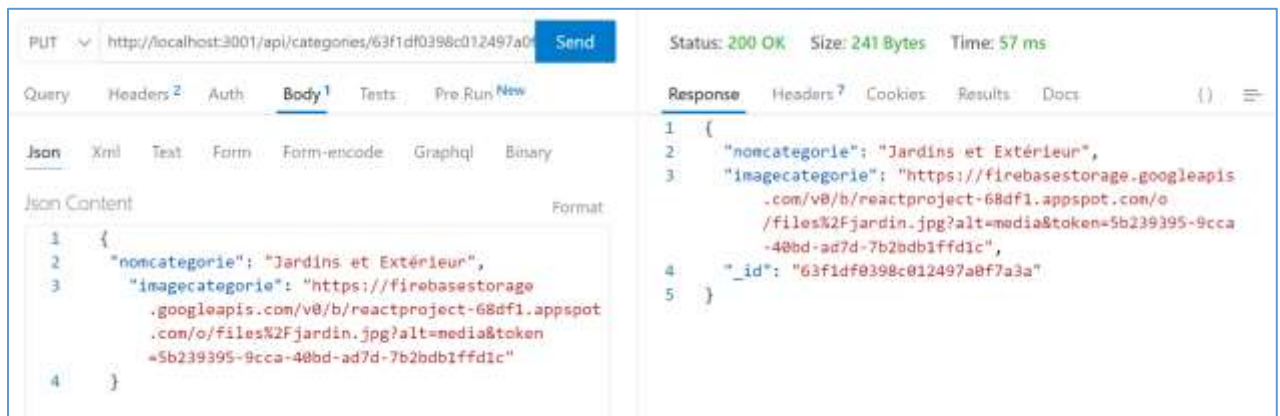 PUT http://localhost:3001/api/categories/63f1df0398c012497a0f Send
Query Headers 2 Auth Body 1 Tests Pre Run New
Json Xml Text Form Form-encode Graphql Binary
Json Content Format
1 {
2 "nomcategorie": "Jardins et Extérieur",
3 "imagecategorie": "https://firebasestorage
.googleapis.com/v0/b/reactproject-68df1.appspot
.com/o/files%2Fjardin.jpg?alt=media&token
=5b239395-9cca-40bd-ad7d-7b2bdb1ffd1c"
4 }
Status: 200 OK Size: 241 Bytes Time: 57 ms
Response Headers 7 Cookies Results Docs {}
1 {
2 "nomcategorie": "Jardins et Extérieur",
3 "imagecategorie": "https://firebasestorage.googleapis
.com/v0/b/reactproject-68df1.appspot.com/o
/files%2Fjardin.jpg?alt=media&token=5b239395-9cca
-40bd-ad7d-7b2bdb1ffd1c",
4 "_id": "63f1df0398c012497a0f7a3a"
5 }